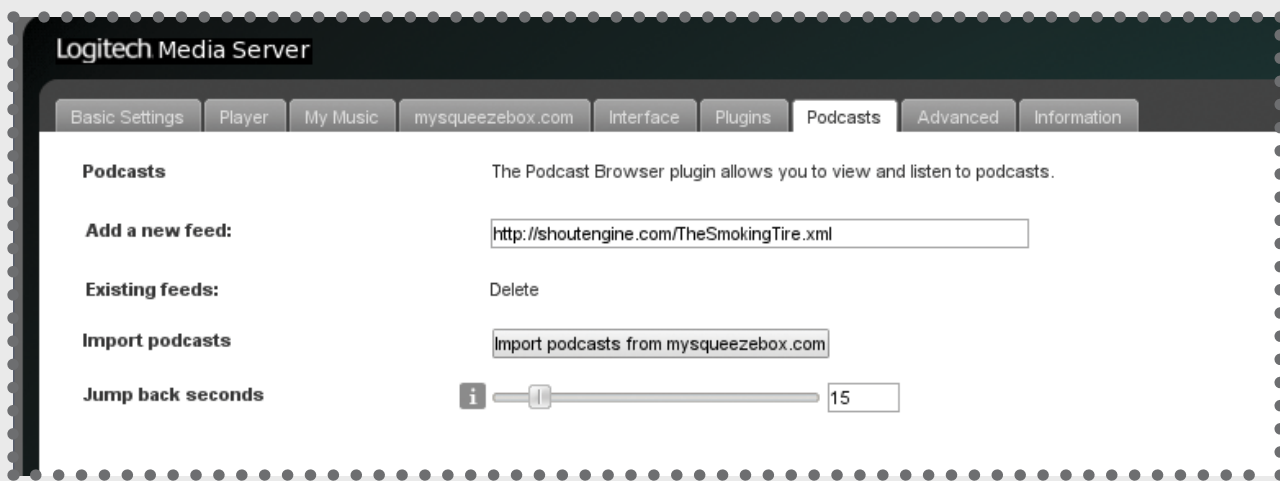 Logitech Media Server
Basic Settings Player My Music mysqueezebox.com Interface Plugins Podcasts Advanced Information
Podcasts The Podcast Browser plugin allows you to view and listen to podcasts.
Add a new feed: http://shoutengine.com/TheSmokingTire.xml
Existing feeds: Delete
Import podcasts Import podcasts from mysqueezebox.com
Jump back seconds i 15